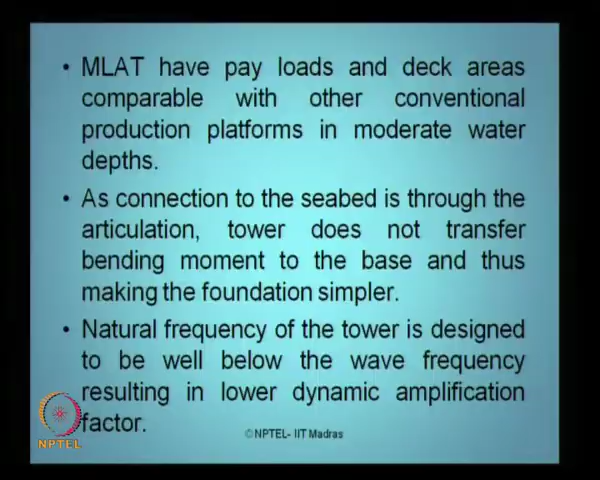 • MLAT have pay loads and deck areas
comparable with other conventional
production platforms in moderate water
depths.
• As connection to the seabed is through the
articulation, tower does not transfer
bending moment to the base and thus
making the foundation simpler.
• Natural frequency of the tower is designed
to be well below the wave frequency
resulting in lower dynamic amplification
factor.
NPTEL
©NPTEL- IIT Madras